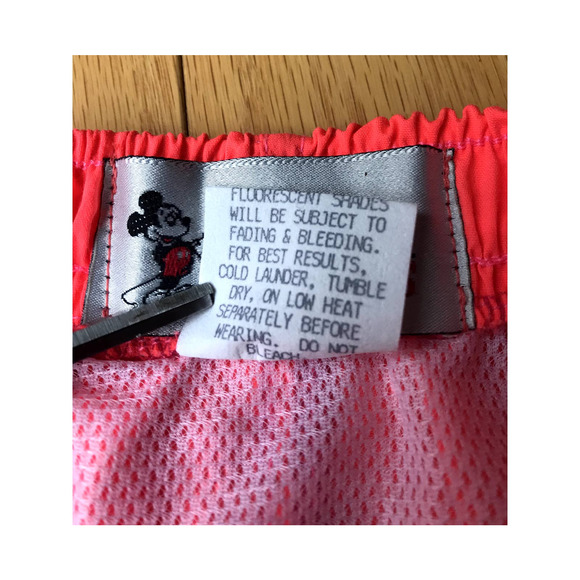 FLUORESCENT SHADES
WILL BE SUBJECT TO
FADING & BLEEDING.
FOR BEST RESULTS,
COLD LAUNDER, TUMBLE
DRY, ON LOW HEAT
SEPARATELY BEFORE
WEARING. DO NOT
BLEACH